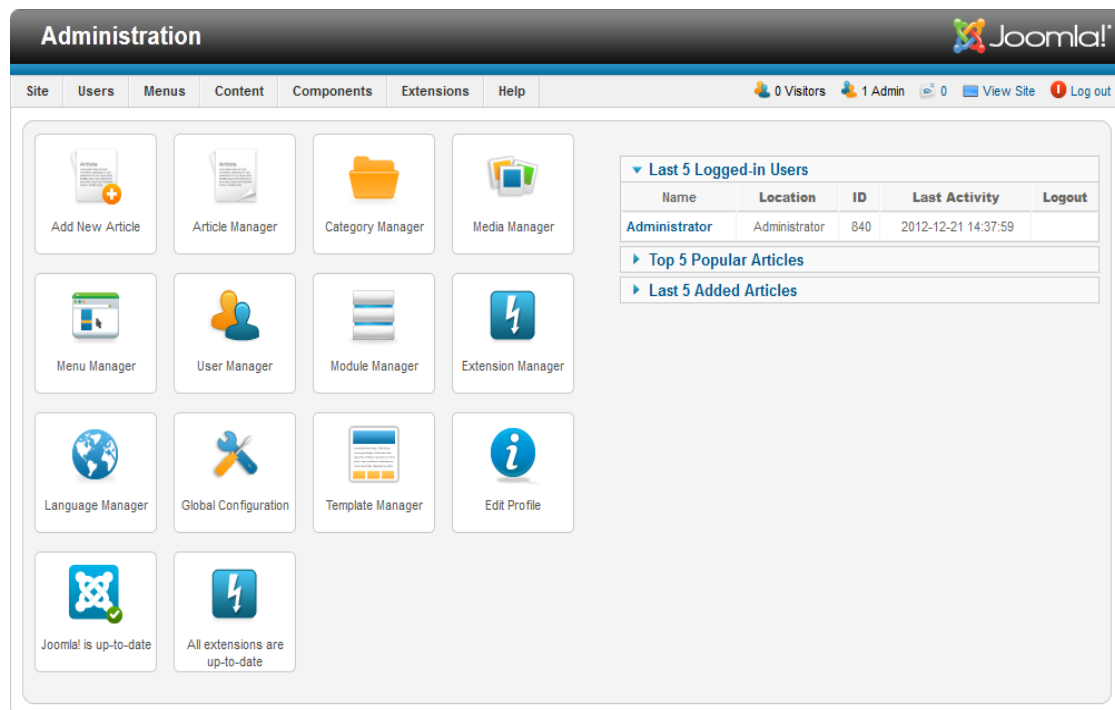 Administration
Joomla!
Site Users Menus Content Components Extensions Help 0 Visitors 1 Admin 0 View Site Log out
Add New Article Article Manager Category Manager Media Manager
Menu Manager User Manager Module Manager Extension Manager
Language Manager Global Configuration Template Manager Edit Profile
Joomla! is up-to-date All extensions are
up-to-date
Last 5 Logged-in Users
Name Location ID Last Activity Logout
Administrator Administrator 840 2012-12-21 14:37:59
Top 5 Popular Articles
Last 5 Added Articles